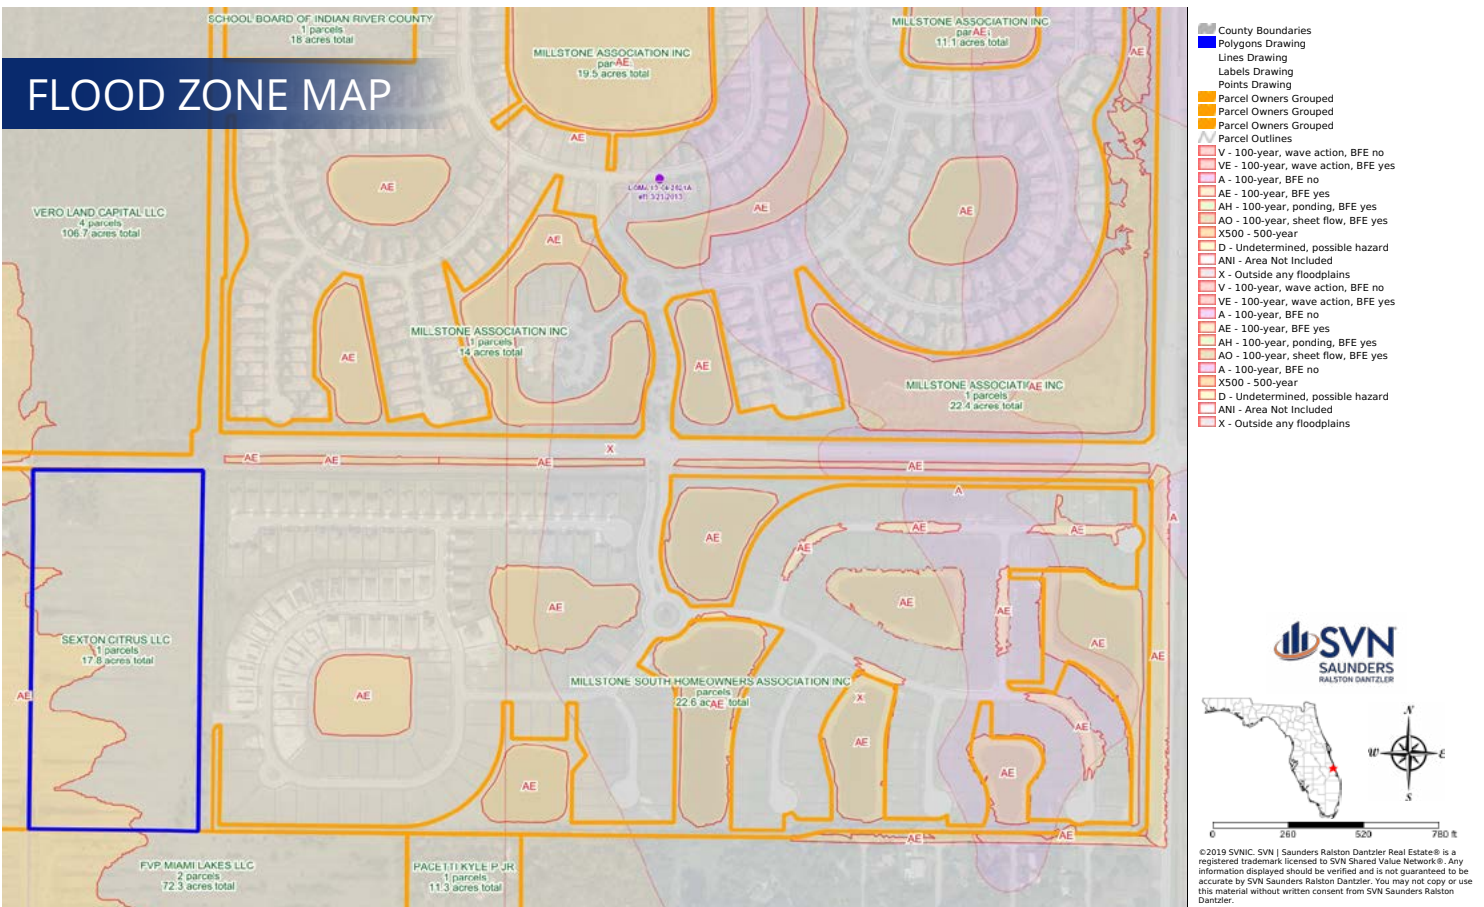 SCHOOL BOARD OF INDIAN RIVER COUNTY
1 parcels
18 acres total
MILLSTONE ASSOCIATION INC
AE
19.5 acres total
MILLSTONE ASSOCIATION INC
AE
11.1 acres total
AE
FLOOD ZONE MAP
AE
AE
AE
AE
AE
VERO LAND CAPITAL LLC
4 parcels
106.7 acres total
AE
MILLSTONE ASSOCIATION INC
1 parcels
14 acres total
AE
AE
MILLSTONE ASSOCIATION INC
AE
1 parcels
22.4 acres total
X
AE
AE
AE
AE
A
A
AE
AE
AE
AE
AE
AE
AE
AE
AE
SEXTON CITRUS LLC
1 parcels
17.8 acres total
AE
AE
AE
MILLSTONE SOUTH HOMEOWNERS ASSOCIATION INC
parcels
22.6 acres total
AE
X
AE
AE
AE
AE
AE
AE
FVP MIAMI LAKES LLC
2 parcels
72.3 acres total
PACETTI KYLE P JR
1 parcels
11.3 acres total
County Boundaries
Polygons Drawing
Lines Drawing
Labels Drawing
Points Drawing
Parcel Owners Grouped
Parcel Owners Grouped
Parcel Owners Grouped
Parcel Outlines
V - 100-year, wave action, BFE no
VE - 100-year, wave action, BFE yes
A - 100-year, BFE no
AE - 100-year, BFE yes
AH - 100-year, ponding, BFE yes
AO - 100-year, sheet flow, BFE yes
X500 - 500-year
D - Undetermined, possible hazard
ANI - Area Not Included
X - Outside any floodplains
V - 100-year, wave action, BFE no
VE - 100-year, wave action, BFE yes
A - 100-year, BFE no
AE - 100-year, BFE yes
AH - 100-year, ponding, BFE yes
AO - 100-year, sheet flow, BFE yes
A - 100-year, BFE no
X500 - 500-year
D - Undetermined, possible hazard
ANI - Area Not Included
X - Outside any floodplains
SVN
SAUNDERS
RALSTON DANTZLER
N
W E
S
0 260 520 780 ft
©2019 SVNIC. SVN | Saunders Ralston Dantzler Real Estate® is a
registered trademark licensed to SVN Shared Value Network®. Any
information displayed should be verified and is not guaranteed to be
accurate by SVN Saunders Ralston Dantzler. You may not copy or use
this material without written consent from SVN Saunders Ralston
Dantzler.